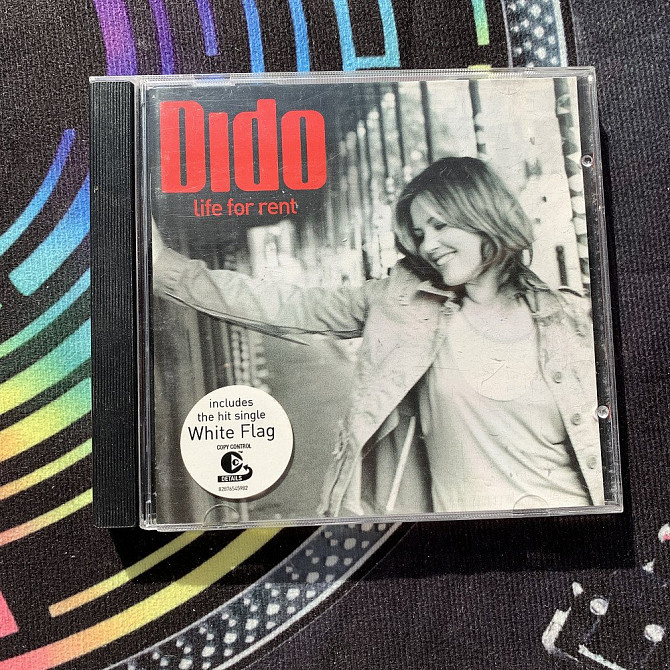 Dido
life for rent
includes
the hit single
White Flag
COPY CONTROL
DETAILS